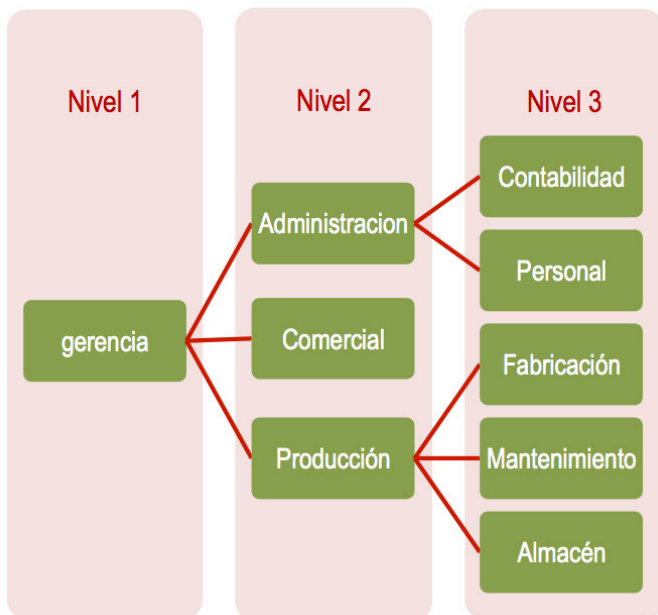 Nivel 1
Nivel 2
Nivel 3
gerencia
Administracion
Comercial
Producción
Contabilidad
Personal
Fabricación
Mantenimiento
Almacén